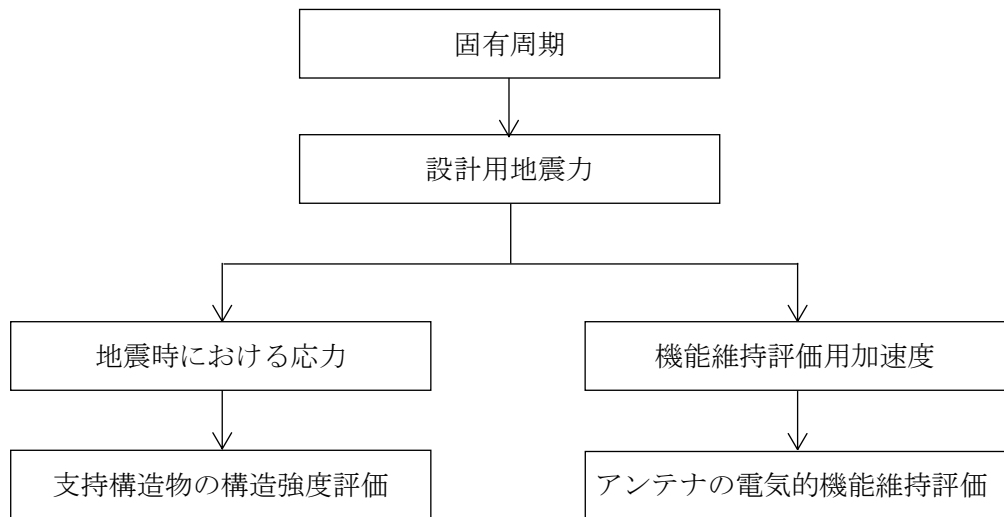 固有周期
設計用地震力
地震時における応力
機能維持評価用加速度
支持構造物の構造強度評価
アンテナの電気的機能維持評価